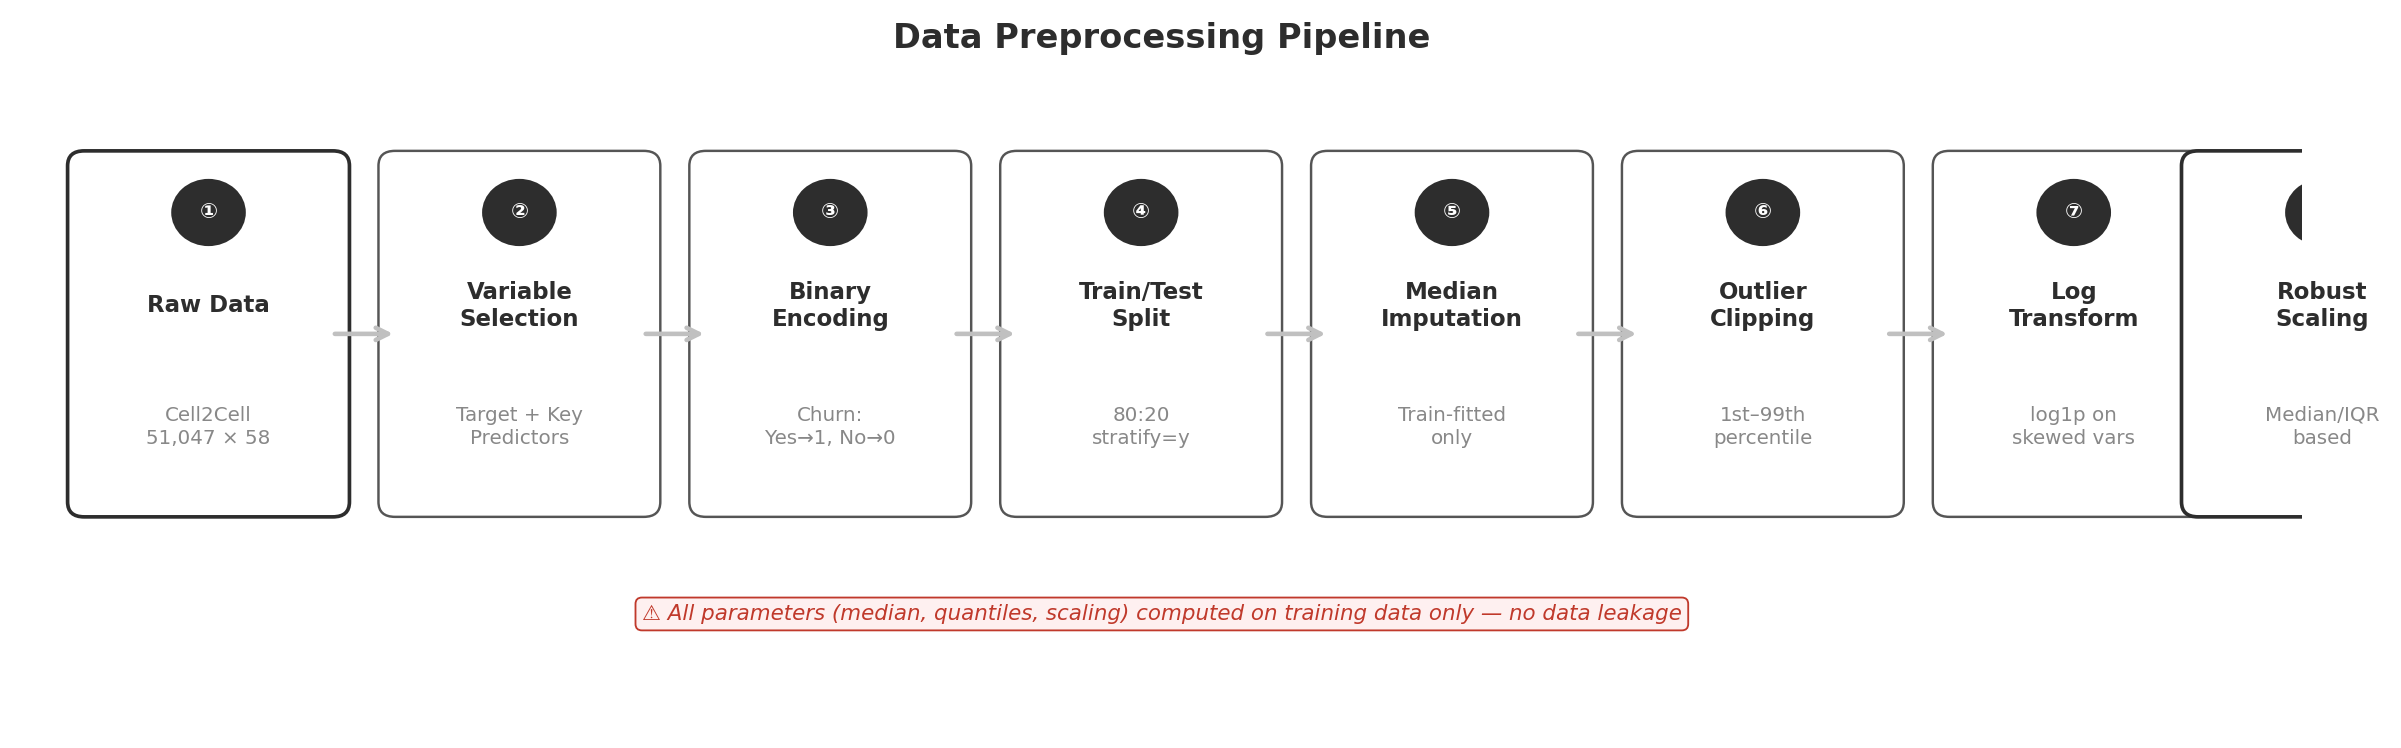 Data Preprocessing Pipeline
①
Raw Data
Cell2Cell
51,047 × 58
②
Variable
Selection
Target + Key
Predictors
③
Binary
Encoding
Churn:
Yes→1, No→0
④
Train/Test
Split
80:20
stratify=y
⑤
Median
Imputation
Train-fitted
only
⑥
Outlier
Clipping
1st–99th
percentile
⑦
Log
Transform
log1p on
skewed vars
Robust
Scaling
Median/IQR
based
⚠ All parameters (median, quantiles, scaling) computed on training data only — no data leakage